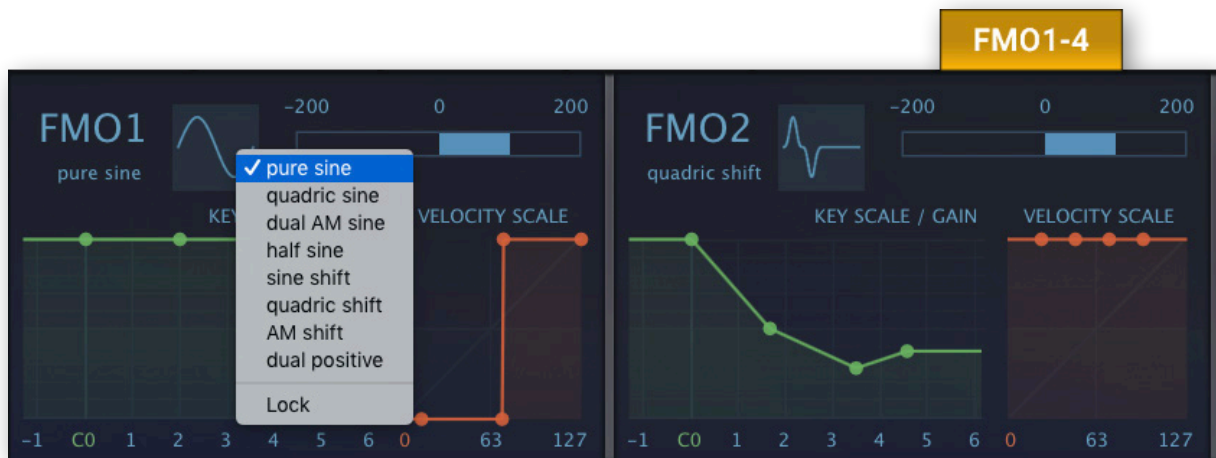 FMO1-4
FMO1
pure sine
-200 0 200
✓ pure sine
quadric sine
dual AM sine
half sine
sine shift
quadric shift
AM shift
dual positive
Lock
KEY
VELOCITY SCALE
-1 C0 1 2 3 4 5 6
0 63 127
FMO2
quadric shift
-200 0 200
KEY SCALE / GAIN
VELOCITY SCALE
-1 C0 1 2 3 4 5 6
0 63 127